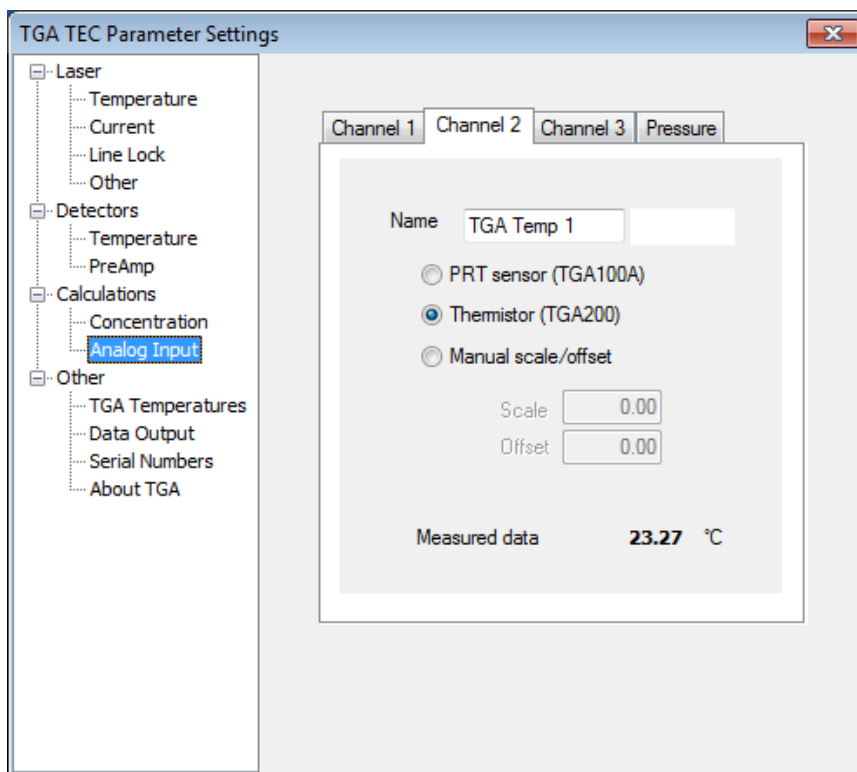 TGA TEC Parameter Settings
Laser
Temperature
Current
Line Lock
Other
Detectors
Temperature
PreAmp
Calculations
Concentration
Analog Input
Other
TGA Temperatures
Data Output
Serial Numbers
About TGA
Channel 1 Channel 2 Channel 3 Pressure
Name TGA Temp 1
PRT sensor (TGA100A)
Thermistor (TGA200)
Manual scale/offset
Scale 0.00
Offset 0.00
Measured data 23.27 °C